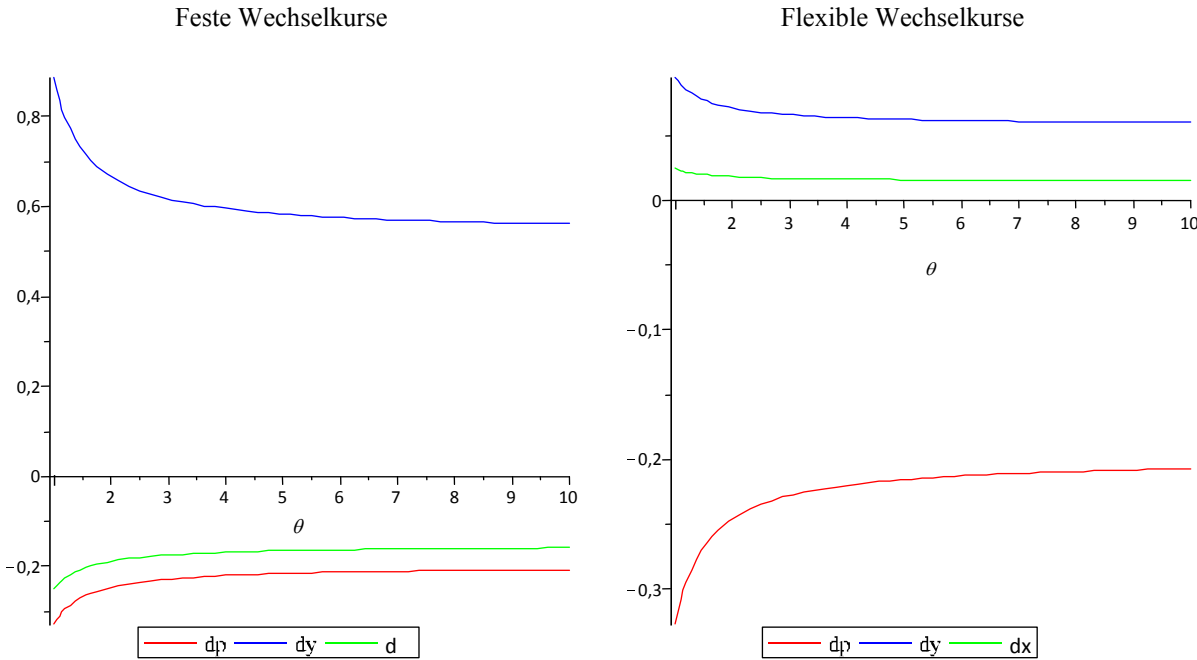 Feste Wechselkurse
Flexible Wechselkurse
0,8
0,6
0,4
0,2
0
2 3 4 5 6 7 8 9 10
θ
−0,2
dp dy d
0
2 3 4 5 6 7 8 9 10
θ
−0,1
−0,2
−0,3
dp dy dx